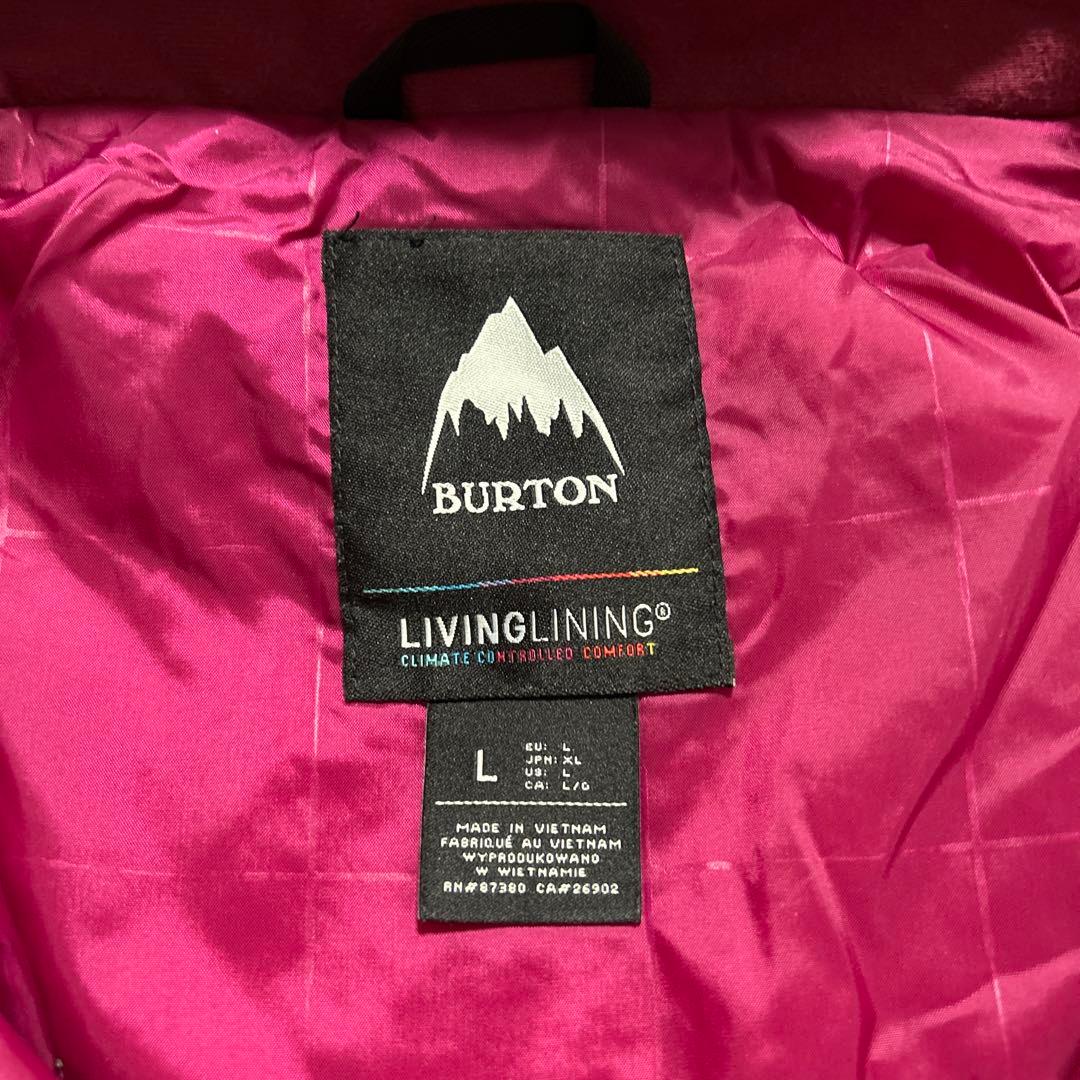 BURTON
LIVINGLINING®
CLIMATE CONTROLLED COMFORT
L
EU: L
JPN: XL
US: L
CA: L/G
MADE IN VIETNAM
FABRIQUÉ AU VIETNAM
WYPRODUKOWANO
W WIETNAMIE
RN#87380 CA#26902